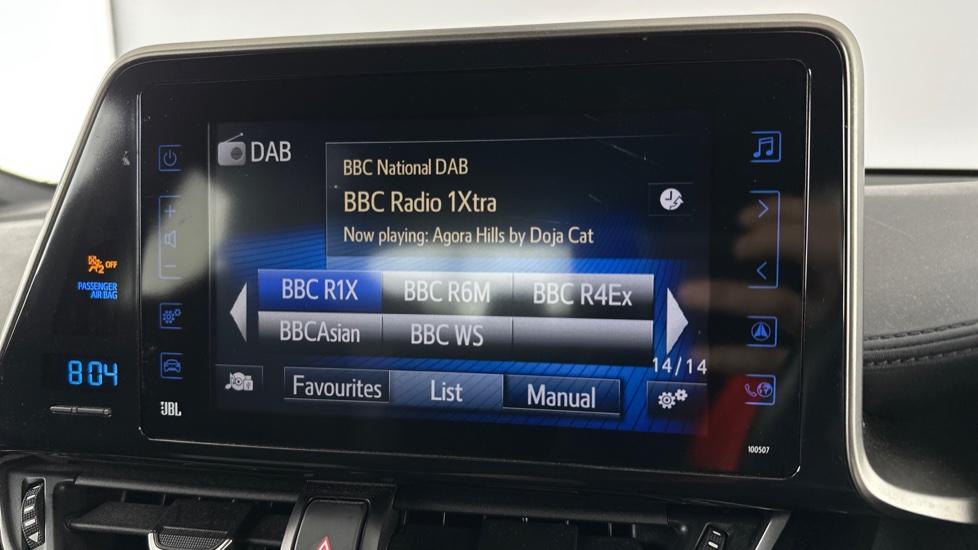 DAB
BBC National DAB
BBC Radio 1Xtra
Now playing: Agora Hills by Doja Cat
BBC R1X BBC R6M BBC R4Ex
BBCAsian BBC WS
14/14
Favourites List Manual
2 OFF
PASSENGER
AIR BAG
8:04
JBL
100507